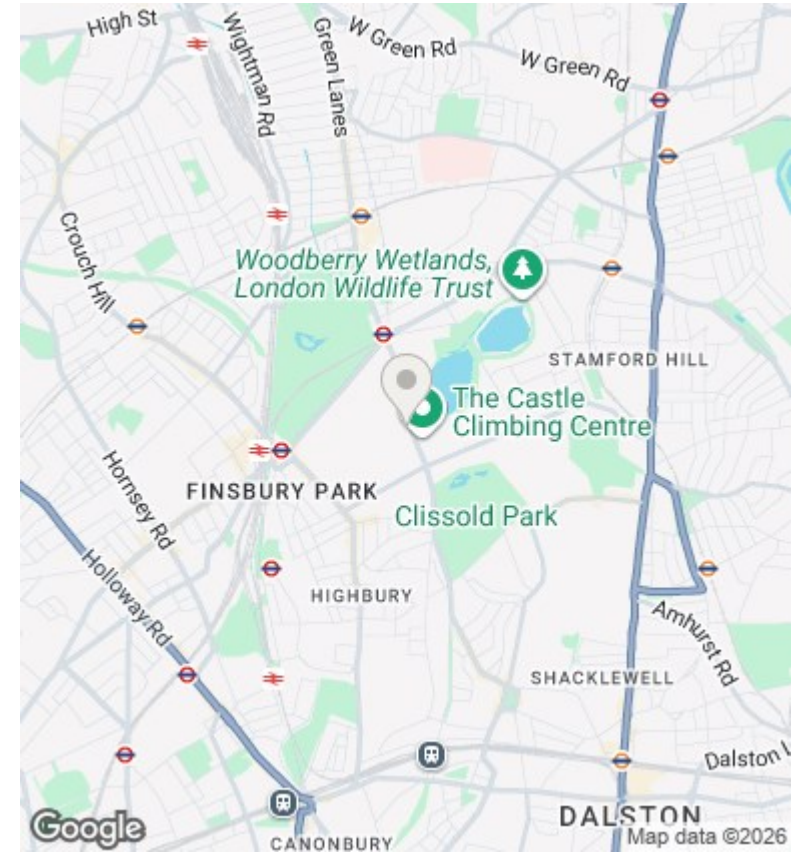 High St
Wightman Rd
Green Lanes
W Green Rd
W Green Rd
Crouch Hill
Woodberry Wetlands,
London Wildlife Trust
STAMFORD HILL
The Castle
Climbing Centre
FINSBURY PARK
Hornsey Rd
Clissold Park
Holloway Rd
HIGHBURY
Amhurst Rd
SHACKLEWELL
Dalston L
DALSTON
Google
CANONBURY
Map data ©2026